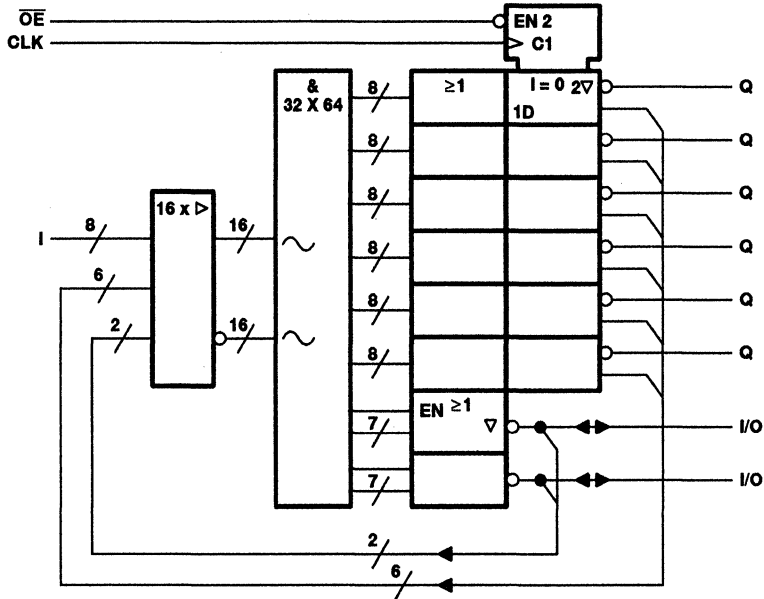 O̅E̅ EN 2
CLK C1
& 8 ≥1 I = 0 2▽ Q
32 X 64 1D
8 Q
8 Q
16 x ▷
I 8 16 8 Q
6 8 Q
2 16 8 Q
EN ≥1
7 ▽ I/O
7 I/O
2
6